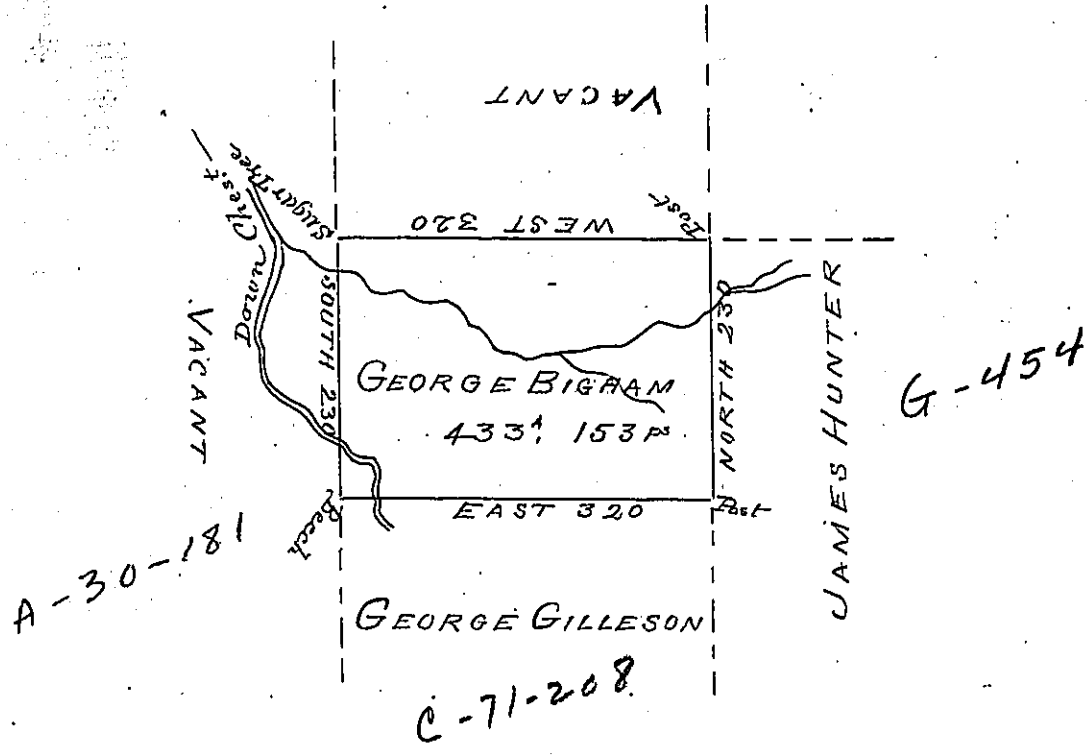 VACANT
Down Chest
Sugar Tree
WEST 320
Post
VACANT
SOUTH 230
GEORGE BIGHAM
433A. 153 ps
NORTH 230
JAMES HUNTER
G-454
Beech
EAST 320
Post
A-30-181
GEORGE GILLESON
C-71-208